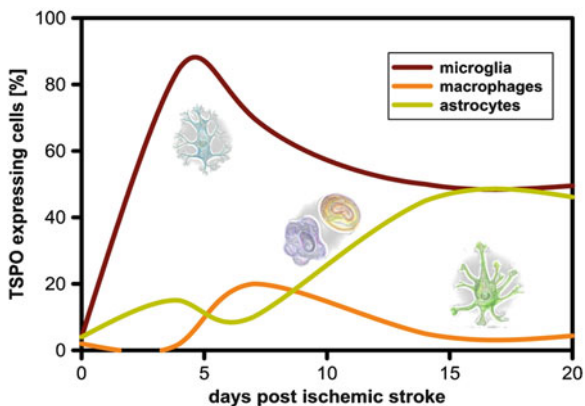 100
80
60
40
20
0
TSPO expressing cells [%]
microglia
macrophages
astrocytes
0 5 10 15 20
days post ischemic stroke